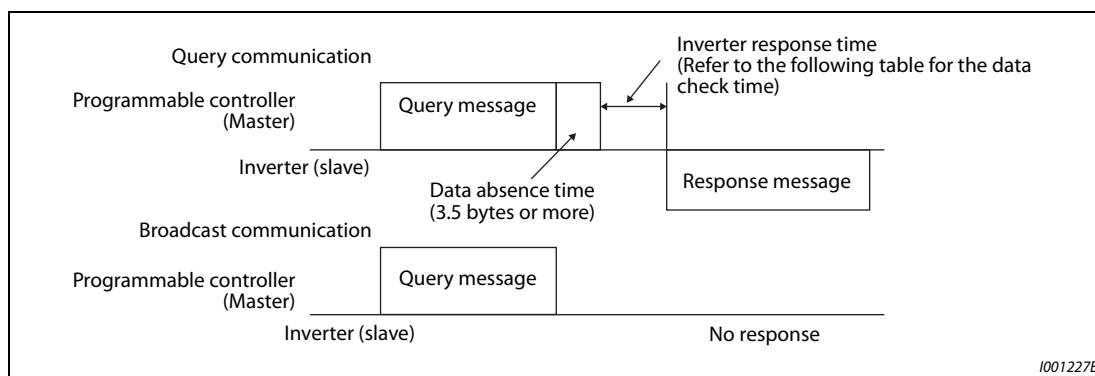 Query communication
Inverter response time
(Refer to the following table for the data
check time)
Programmable controller
(Master)
Query message
Inverter (slave)
Data absence time
(3.5 bytes or more)
Response message
Broadcast communication
Programmable controller
(Master)
Query message
Inverter (slave)
No response
I001227E